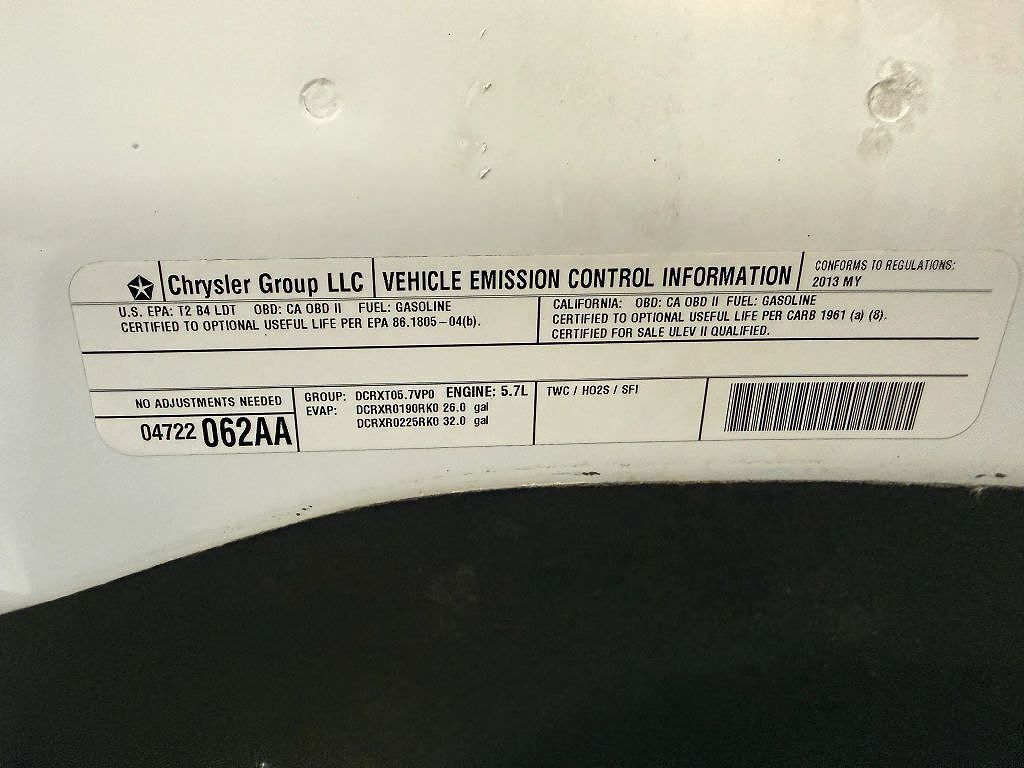 Chrysler Group LLC
VEHICLE EMISSION CONTROL INFORMATION
CONFORMS TO REGULATIONS:
2013 MY
U.S. EPA: T2 B4 LDT OBD: CA OBD II FUEL: GASOLINE
CERTIFIED TO OPTIONAL USEFUL LIFE PER EPA 86.1805-04(b).
CALIFORNIA: OBD: CA OBD II FUEL: GASOLINE
CERTIFIED TO OPTIONAL USEFUL LIFE PER CARB 1961 (a) (8).
CERTIFIED FOR SALE ULEV II QUALIFIED.
NO ADJUSTMENTS NEEDED
04722 062AA
GROUP: DCRXT05.7VP0 ENGINE: 5.7L
EVAP: DCRXR0190RK0 26.0 gal
DCRXR0225RK0 32.0 gal
TWC / HO2S / SFI